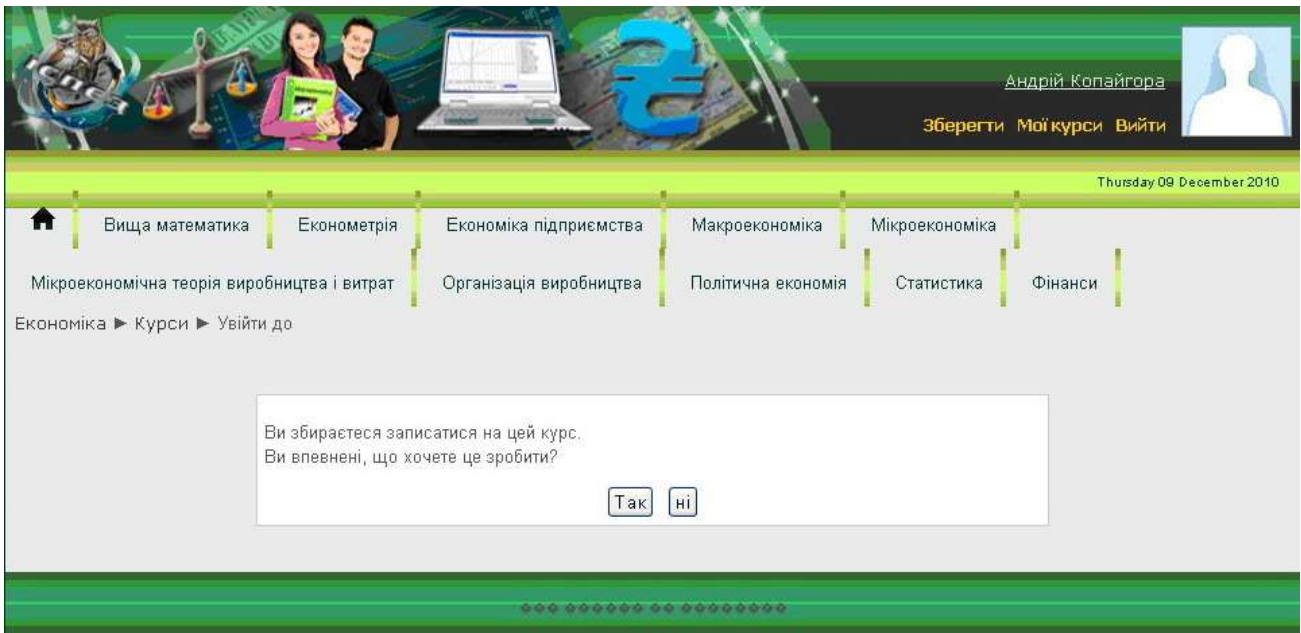 Андрій Копайгора
Зберегти Мої курси Вийти
Thursday 09 December 2010
Вища математика Економетрія Економіка підприємства Макроекономіка Мікроекономіка
Мікроекономічна теорія виробництва і витрат Організація виробництва Політична економія Статистика Фінанси
Економіка ► Курси ► Увійти до
Ви збираєтеся записатися на цей курс.
Ви впевнені, що хочете це зробити?
Так ні